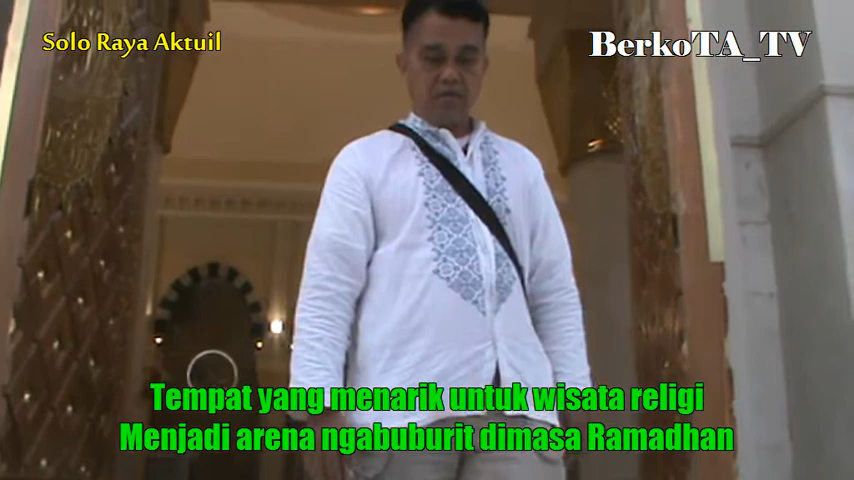 Solo Raya Aktuil
BerkoTA_TV
Tempat yang menarik untuk wisata religi
Menjadi arena ngabuburit dimasa Ramadhan